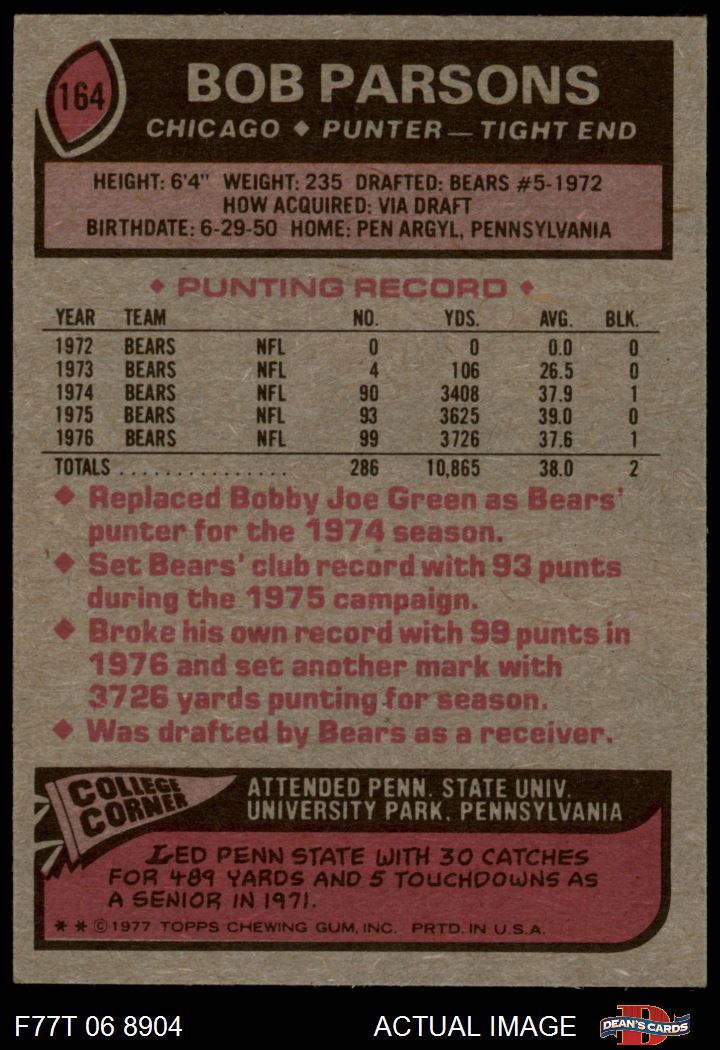 164
BOB PARSONS
CHICAGO ◆ PUNTER — TIGHT END
HEIGHT: 6'4" WEIGHT: 235 DRAFTED: BEARS #5-1972
HOW ACQUIRED: VIA DRAFT
BIRTHDATE: 6-29-50 HOME: PEN ARGYL, PENNSYLVANIA
◆ PUNTING RECORD ◆
YEAR TEAM NO. YDS. AVG. BLK.
1972 BEARS NFL 0 0 0.0 0
1973 BEARS NFL 4 106 26.5 0
1974 BEARS NFL 90 3408 37.9 1
1975 BEARS NFL 93 3625 39.0 0
1976 BEARS NFL 99 3726 37.6 1
TOTALS . . . . . . . . . . . . . . . . 286 10,865 38.0 2
◆ Replaced Bobby Joe Green as Bears'
punter for the 1974 season.
◆ Set Bears' club record with 93 punts
during the 1975 campaign.
◆ Broke his own record with 99 punts in
1976 and set another mark with
3726 yards punting for season.
◆ Was drafted by Bears as a receiver.
COLLEGE
CORNER
ATTENDED PENN. STATE UNIV.
UNIVERSITY PARK, PENNSYLVANIA
LED PENN STATE WITH 30 CATCHES
FOR 489 YARDS AND 5 TOUCHDOWNS AS
A SENIOR IN 1971.
* * © 1977 TOPPS CHEWING GUM, INC. PRTD. IN U.S.A.
F77T 06 8904 ACTUAL IMAGE
D
DEAN'S CARDS